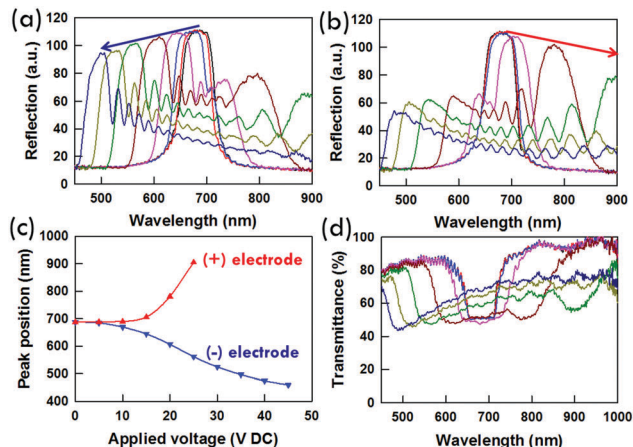 (a)
(b)
Reflection (a.u.)
120
100
80
60
40
20
0
500 600 700 800 900
Wavelength (nm)
Reflection (a.u.)
120
100
80
60
40
20
0
500 600 700 800 900
Wavelength (nm)
(c)
(d)
Peak position (nm)
1000
900
800
700
600
500
400
0 10 20 30 40 50
Applied voltage (V DC)
(+) electrode
(-) electrode
Transmittance (%)
100
80
60
40
20
0
500 600 700 800 900 1000
Wavelength (nm)